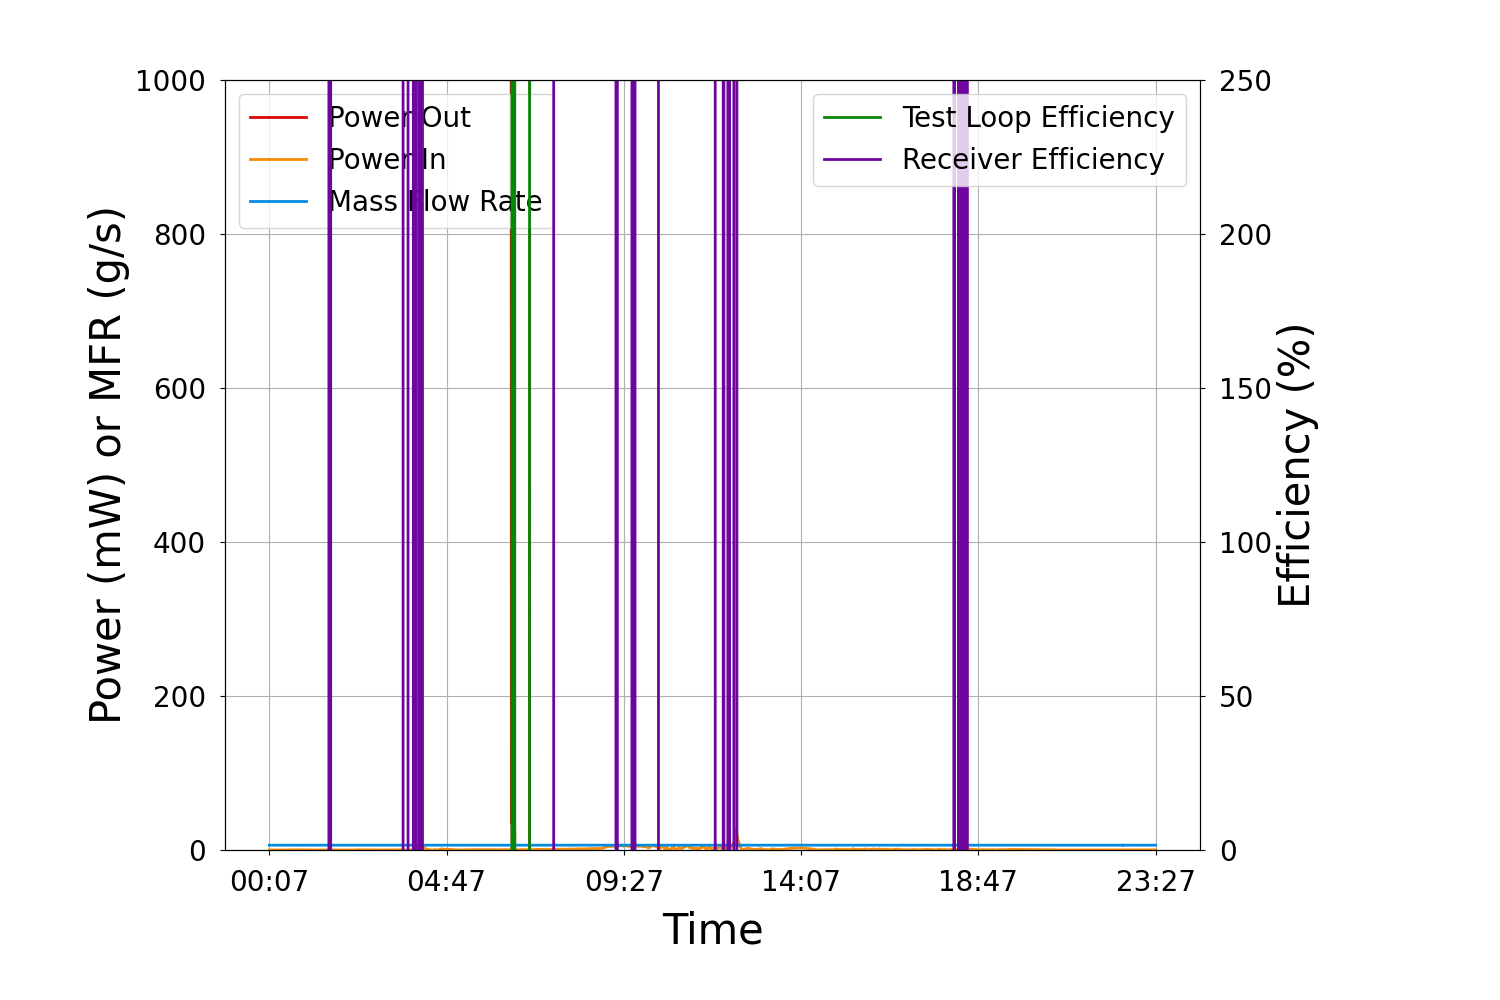 1000
800
600
400
200
0
Power (mW) or MFR (g/s)
Power Out
Power In
Mass Flow Rate
Test Loop Efficiency
Receiver Efficiency
250
200
150
100
50
0
Efficiency (%)
00:07 04:47 09:27 14:07 18:47 23:27
Time